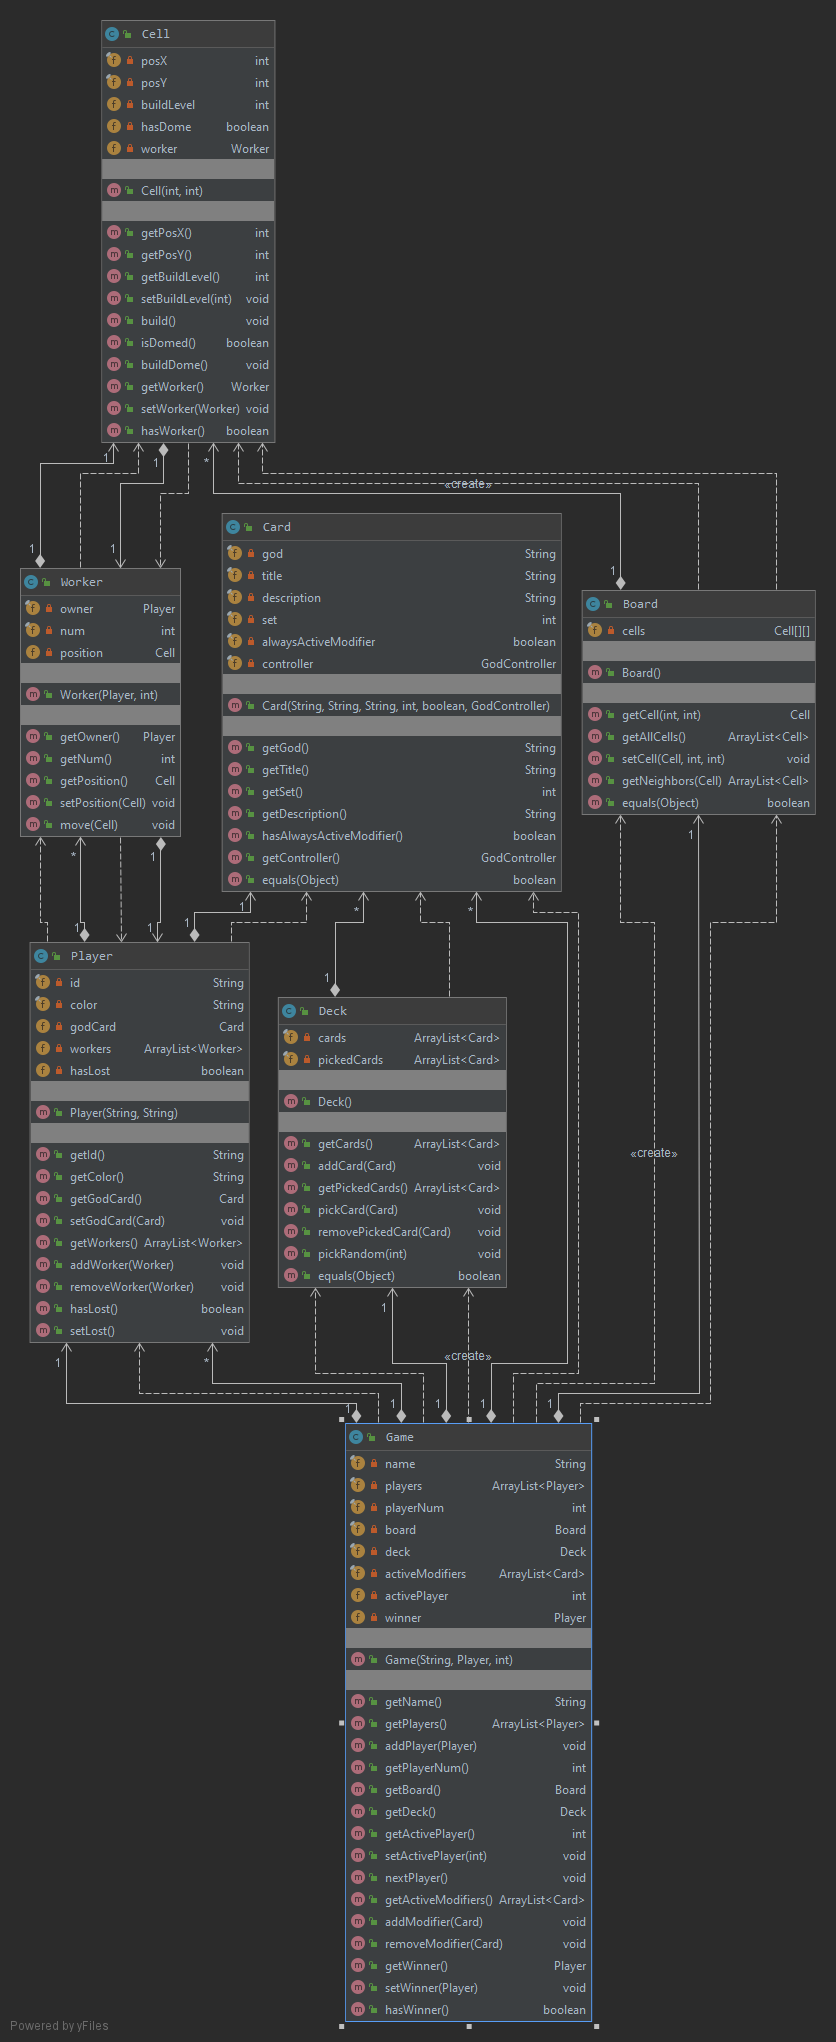 Cell
posX int
posY int
buildLevel int
hasDome boolean
worker Worker
Cell(int, int)
getPosX() int
getPosY() int
getBuildLevel() int
setBuildLevel(int) void
build() void
isDomed() boolean
buildDome() void
getWorker() Worker
setWorker(Worker) void
hasWorker() boolean
1
1
*
«create»
1
1
1
Card
god String
title String
description String
set int
alwaysActiveModifier boolean
controller GodController
Card(String, String, String, int, boolean, GodController)
getGod() String
getTitle() String
getSet() int
getDescription() String
hasAlwaysActiveModifier() boolean
getController() GodController
equals(Object) boolean
Worker
owner Player
num int
position Cell
Worker(Player, int)
getOwner() Player
getNum() int
getPosition() Cell
setPosition(Cell) void
move(Cell) void
Board
cells Cell[][]
Board()
getCell(int, int) Cell
getAllCells() ArrayList<Cell>
setCell(Cell, int, int) void
getNeighbors(Cell) ArrayList<Cell>
equals(Object) boolean
*
1
1
1
1
1
1
*
*
1
1
Player
id String
color String
godCard Card
workers ArrayList<Worker>
hasLost boolean
Player(String, String)
getId() String
getColor() String
getGodCard() Card
setGodCard(Card) void
getWorkers() ArrayList<Worker>
addWorker(Worker) void
removeWorker(Worker) void
hasLost() boolean
setLost() void
Deck
cards ArrayList<Card>
pickedCards ArrayList<Card>
Deck()
getCards() ArrayList<Card>
addCard(Card) void
getPickedCards() ArrayList<Card>
pickCard(Card) void
removePickedCard(Card) void
pickRandom(int) void
equals(Object) boolean
«create»
1
«create»
1
*
1
1
1
1
1
Game
name String
players ArrayList<Player>
playerNum int
board Board
deck Deck
activeModifiers ArrayList<Card>
activePlayer int
winner Player
Game(String, Player, int)
getName() String
getPlayers() ArrayList<Player>
addPlayer(Player) void
getPlayerNum() int
getBoard() Board
getDeck() Deck
getActivePlayer() int
setActivePlayer(int) void
nextPlayer() void
getActiveModifiers() ArrayList<Card>
addModifier(Card) void
removeModifier(Card) void
getWinner() Player
setWinner(Player) void
hasWinner() boolean
Powered by yFiles